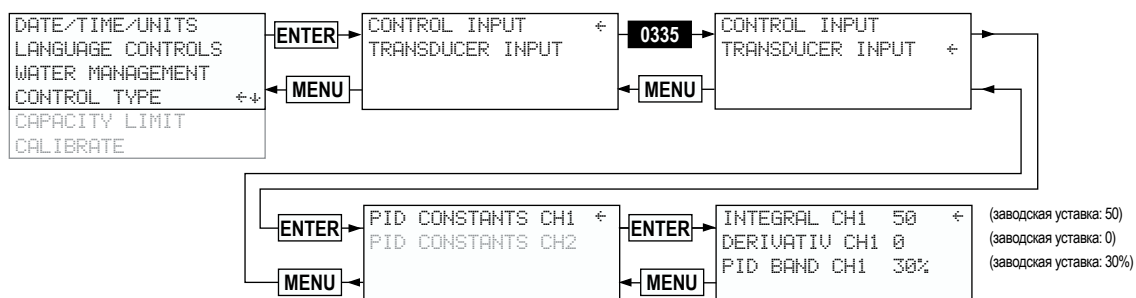 DATE/TIME/UNITS
LANGUAGE CONTROLS
WATER MANAGEMENT
CONTROL TYPE ←↓
CAPACITY LIMIT
CALIBRATE
ENTER
MENU
CONTROL INPUT ←
TRANSDUCER INPUT
0335
MENU
CONTROL INPUT
TRANSDUCER INPUT ←
ENTER
MENU
PID CONSTANTS CH1 ←
PID CONSTANTS CH2
ENTER
MENU
INTEGRAL CH1 50 ←
DERIVATIV CH1 0
PID BAND CH1 30%
(заводская уставка: 50)
(заводская уставка: 0)
(заводская уставка: 30%)